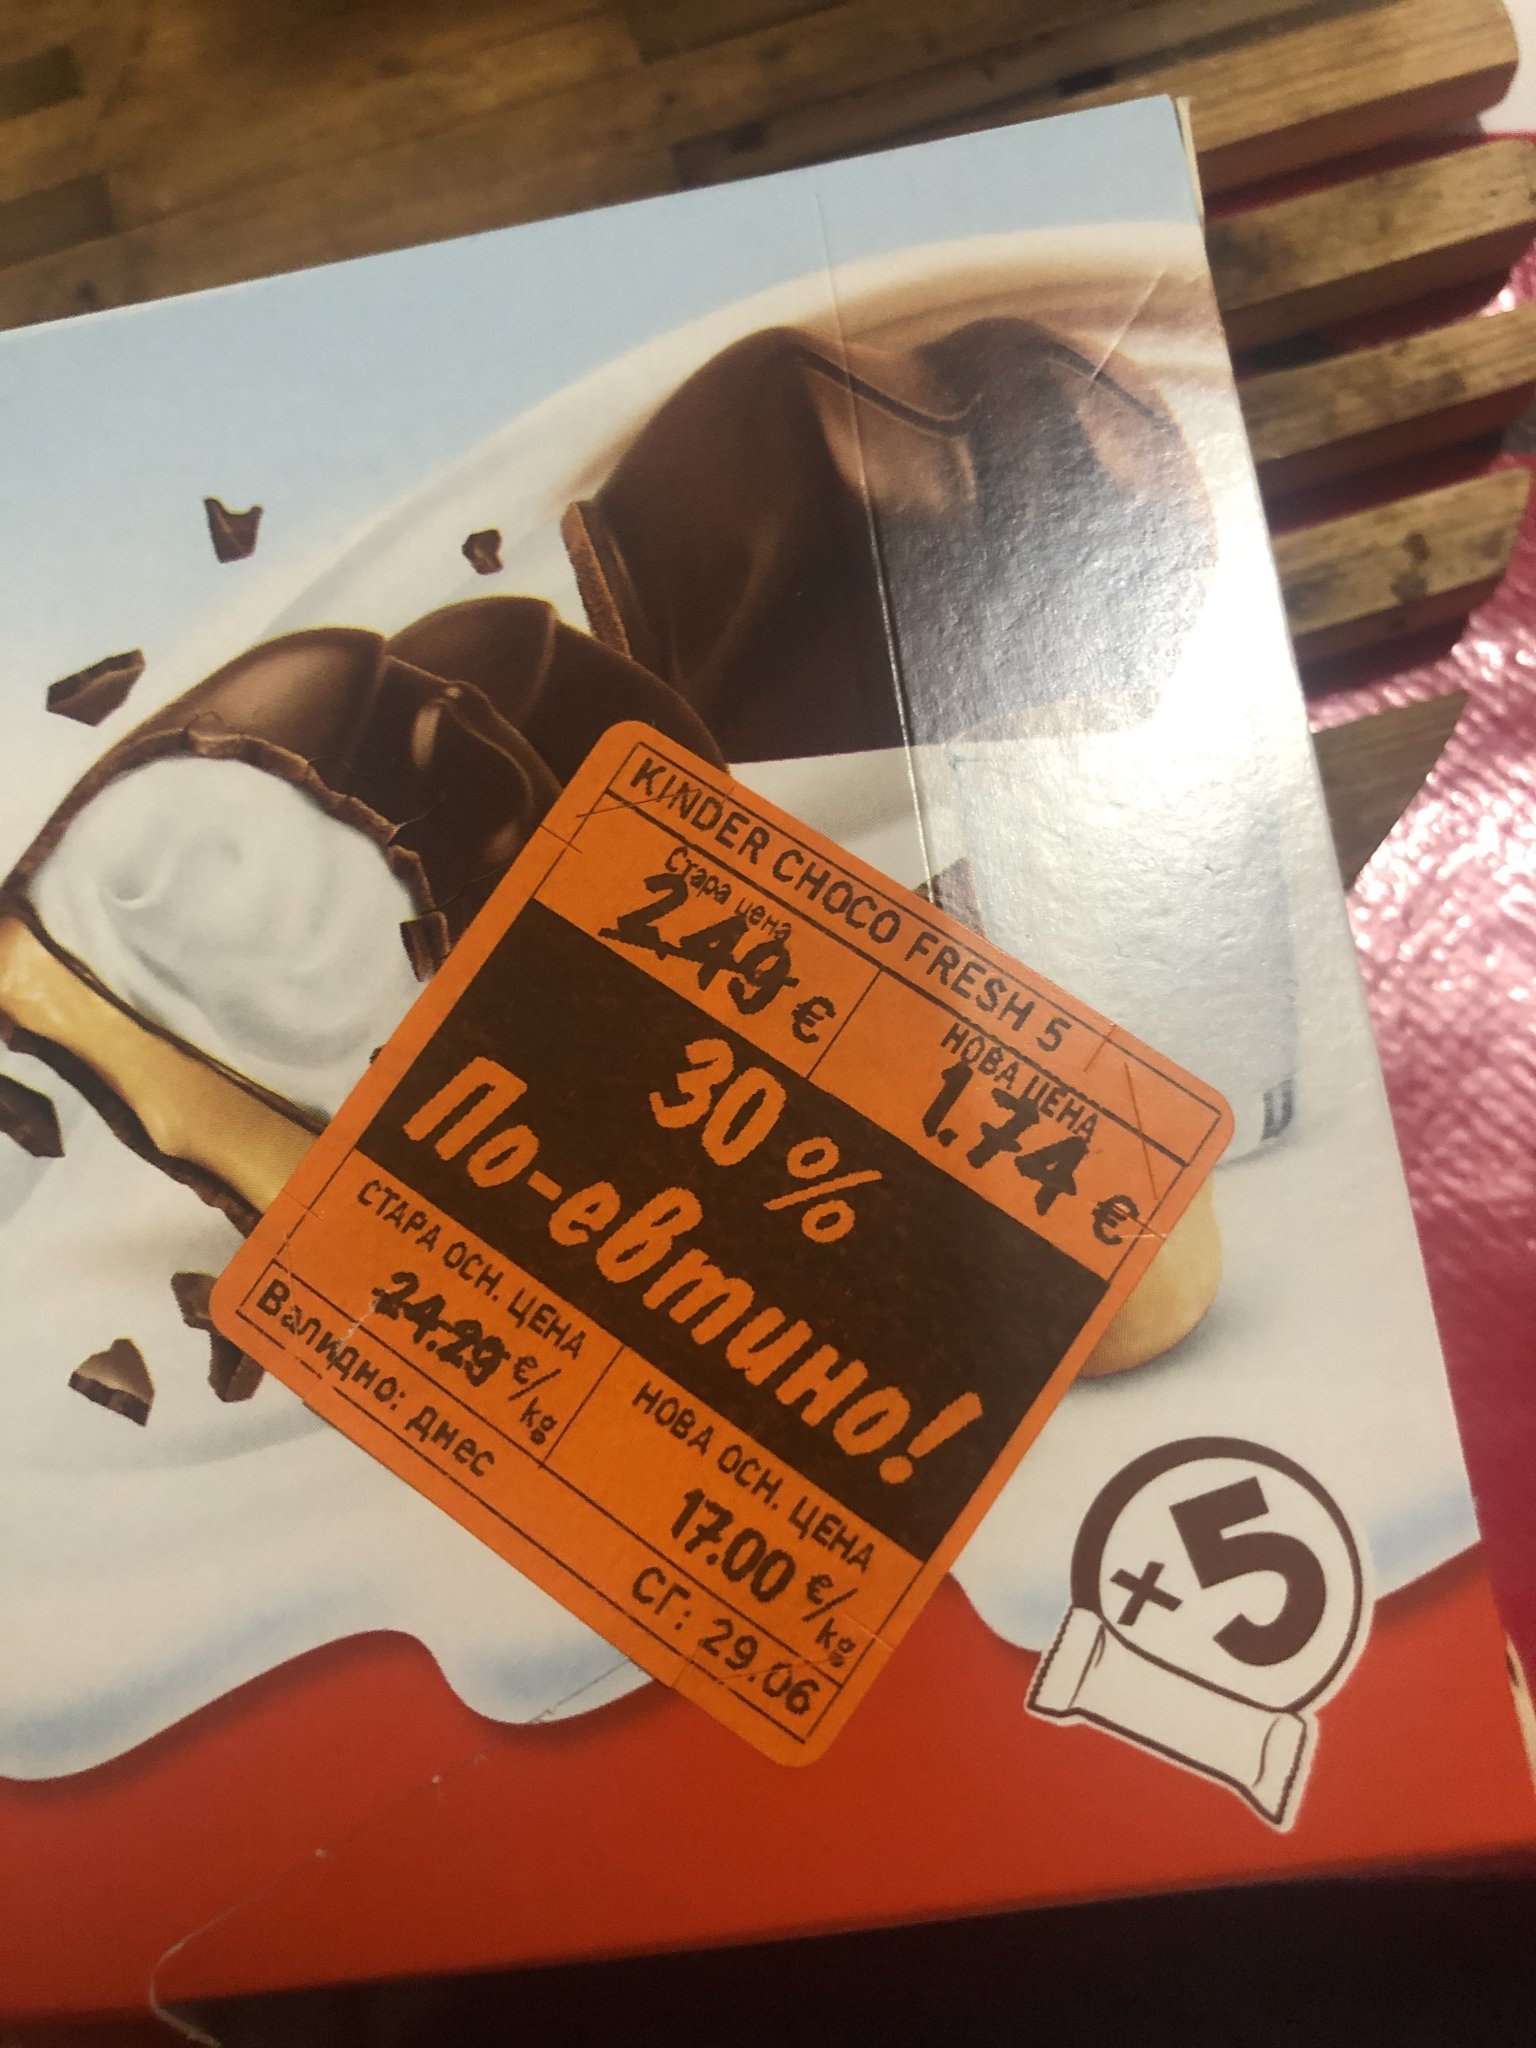 KINDER CHOCO FRESH 5
Стара цена
2.49 €
НОВА ЦЕНА
1.74 €
30 %
По-евтино!
СТАРА ОСН. ЦЕНА
24.29 €/kg
НОВА ОСН. ЦЕНА
17.00 €/kg
Валидно: днес
СГ: 29.06
x5